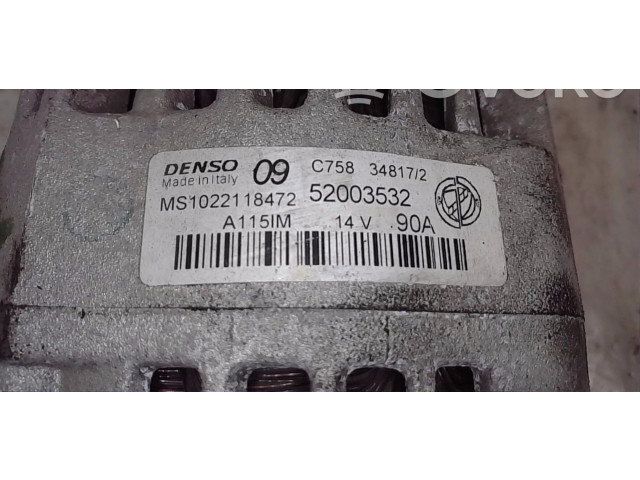 DENSO 09 C758 34817/2
Made in Italy
MS1022118472 52003532
A115IM 14 V 90A